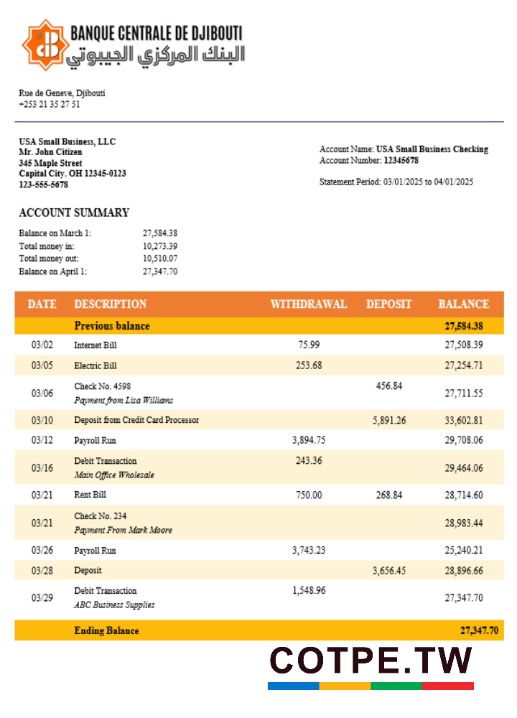 BANQUE CENTRALE DE DJIBOUTI
البنك المركزي الجيبوتي
Rue de Geneve, Djibouti
+253 21 35 27 51
USA Small Business, LLC
Mr. John Citizen
345 Maple Street
Capital City. OH 12345-0123
123-555-5678
Account Name: USA Small Business Checking
Account Number: 12345678
Statement Period: 03/01/2025 to 04/01/2025
ACCOUNT SUMMARY
Balance on March 1: 27,584.38
Total money in: 10,273.39
Total money out: 10,510.07
Balance on April 1: 27,347.70
DATE DESCRIPTION WITHDRAWAL DEPOSIT BALANCE
Previous balance 27,584.38
03/02 Internet Bill 75.99 27,508.39
03/05 Electric Bill 253.68 27,254.71
03/06 Check No. 4598 456.84 27,711.55
Payment from Lisa Williams
03/10 Deposit from Credit Card Processor 5,891.26 33,602.81
03/12 Payroll Run 3,894.75 29,708.06
03/16 Debit Transaction 243.36 29,464.06
Main Office Wholesale
03/21 Rent Bill 750.00 268.84 28,714.60
03/21 Check No. 234 28,983.44
Payment From Mark Moore
03/26 Payroll Run 3,743.23 25,240.21
03/28 Deposit 3,656.45 28,896.66
03/29 Debit Transaction 1,548.96 27,347.70
ABC Business Supplies
Ending Balance 27,347.70
COTPE.TW